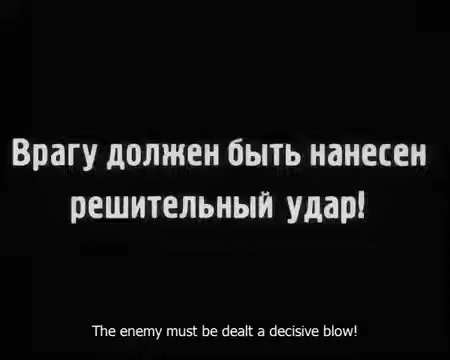 Врагу должен быть нанесен
решительный удар!
The enemy must be dealt a decisive blow!